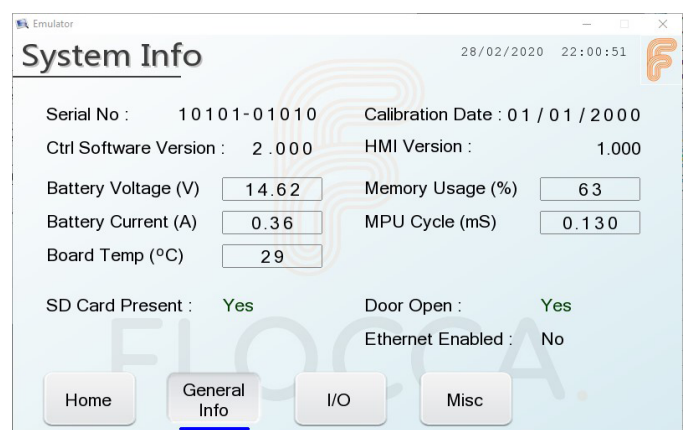 Emulator
System Info
28/02/2020 22:00:51
Serial No : 10101-01010 Calibration Date : 01/01/2000
Ctrl Software Version : 2.000 HMI Version : 1.000
Battery Voltage (V) 14.62 Memory Usage (%) 63
Battery Current (A) 0.36 MPU Cycle (mS) 0.130
Board Temp (ºC) 29
SD Card Present : Yes Door Open : Yes
Ethernet Enabled : No
FLOCCA.
Home General Info I/O Misc